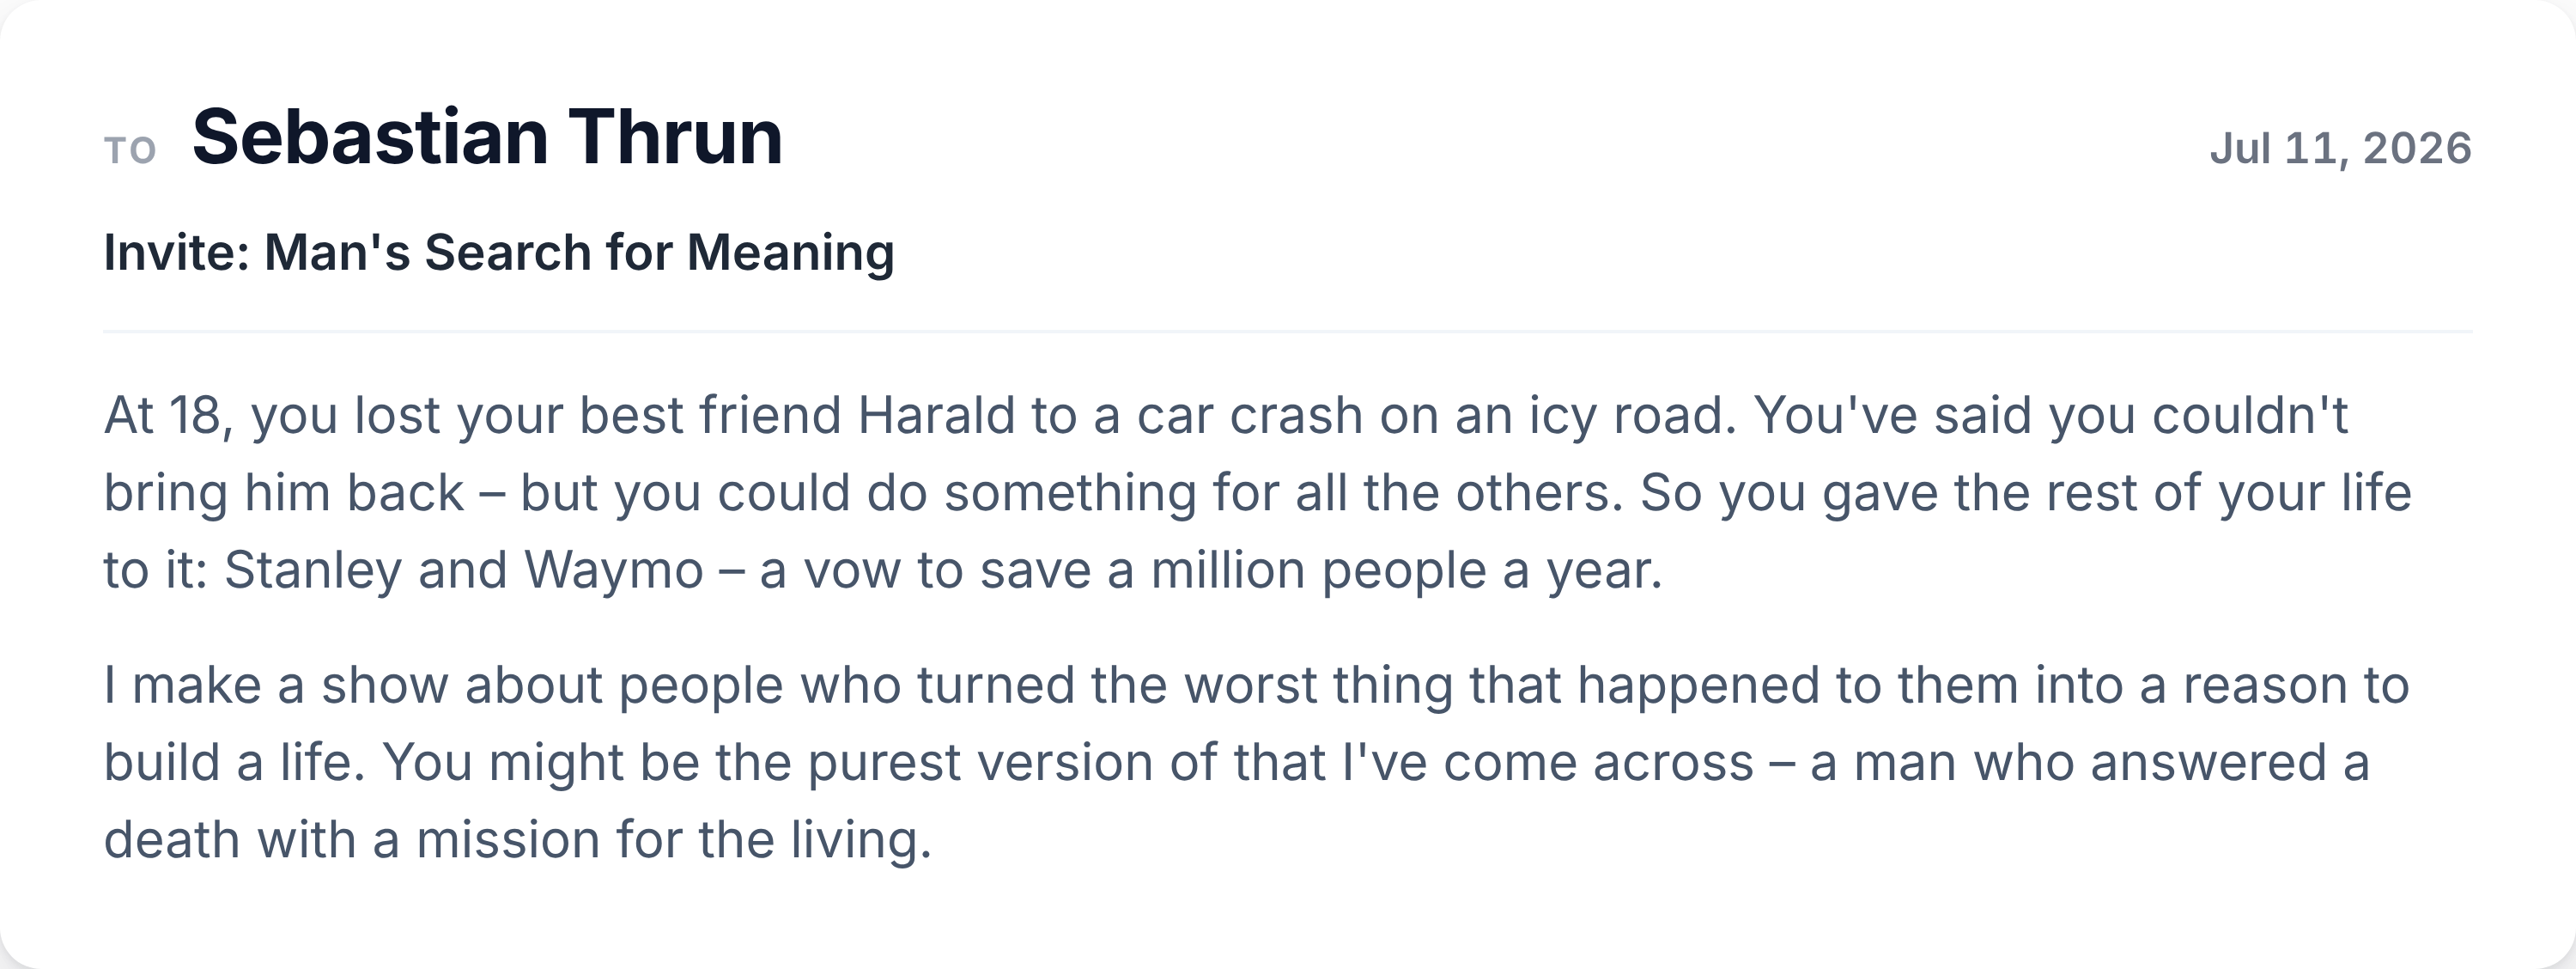 TO Sebastian Thrun Jul 11, 2026
Invite: Man's Search for Meaning
At 18, you lost your best friend Harald to a car crash on an icy road. You've said you couldn't
bring him back – but you could do something for all the others. So you gave the rest of your life
to it: Stanley and Waymo – a vow to save a million people a year.
I make a show about people who turned the worst thing that happened to them into a reason to
build a life. You might be the purest version of that I've come across – a man who answered a
death with a mission for the living.